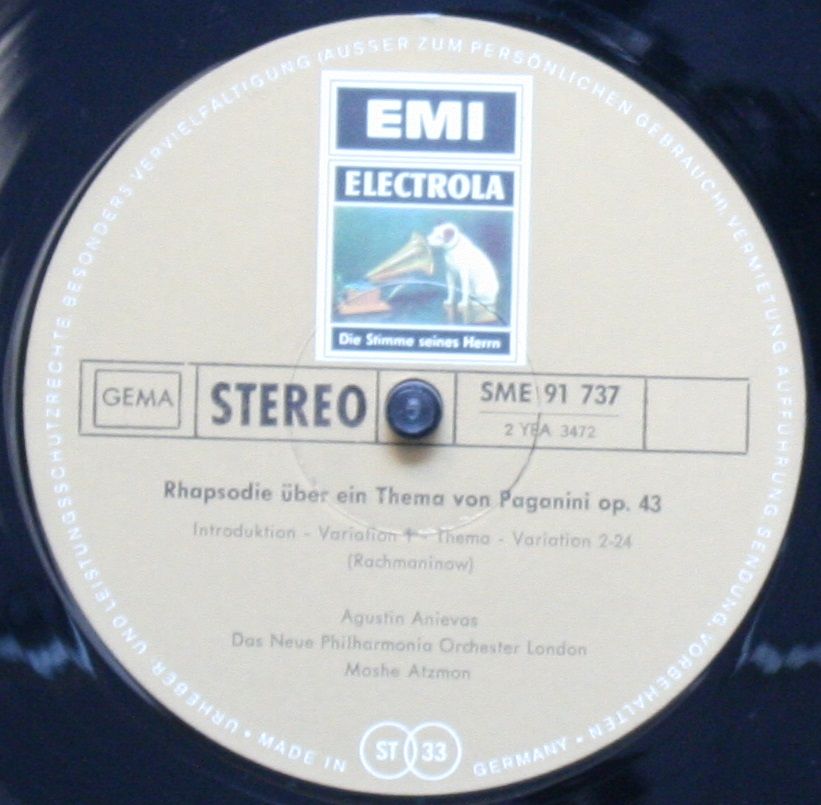 URHEBER- UND LEISTUNGSSCHUTZRECHTE BESONDERS VERVIELFÄLTIGUNG (AUSSER ZUM PERSÖNLICHEN GEBRAUCH), VERMIETUNG, AUFFÜHRUNG, SENDUNG, VORBEHALTEN • MADE IN GERMANY •
EMI
ELECTROLA
Die Stimme seines Herrn
GEMA
STEREO
SME 91 737
2 YEA 3472
Rhapsodie über ein Thema von Paganini op. 43
Introduktion - Variation 1 - Thema - Variation 2-24
(Rachmaninow)
Agustin Anievas
Das Neue Philharmonia Orchester London
Moshe Atzmon
ST 33